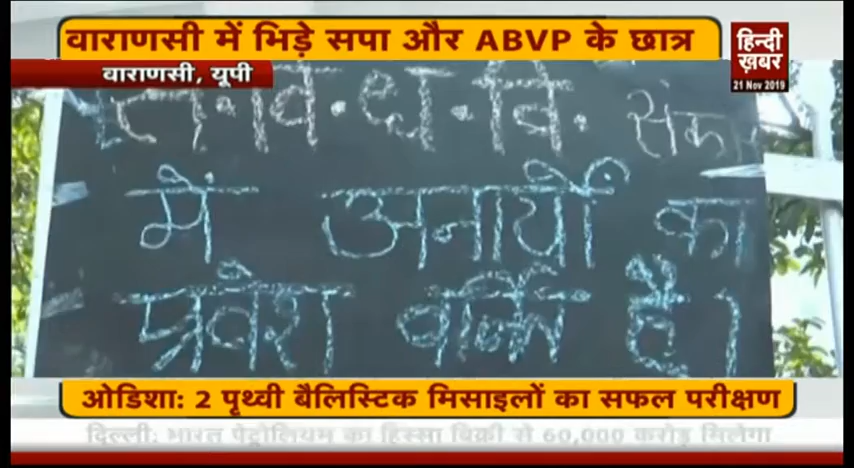 वाराणसी में भिड़े सपा और ABVP के छात्र
हिन्दी
ख़बर
21 Nov 2019
वाराणसी, यूपी
सं.वि.ध.वि. संकाय
में अनार्यों का
प्रवेश वर्जित है।
ओडिशा: 2 पृथ्वी बैलिस्टिक मिसाइलों का सफल परीक्षण
दिल्ली: भारत पेट्रोलियम का हिस्सा बिक्री से 60,000 करोड़ मिलेगा